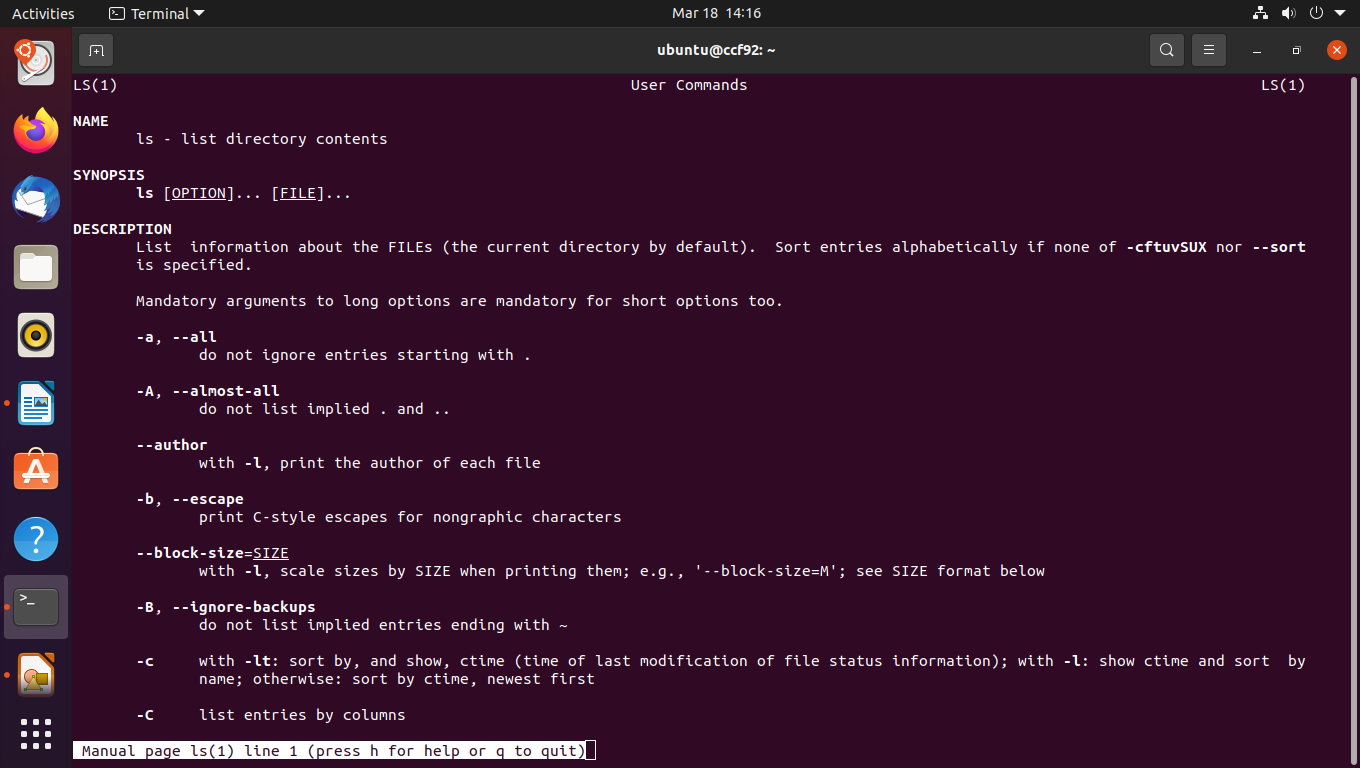 Activities Terminal Mar 18 14:16
ubuntu@ccf92: ~
LS(1) User Commands LS(1)
NAME
ls - list directory contents
SYNOPSIS
ls [OPTION]... [FILE]...
DESCRIPTION
List  information about the FILEs (the current directory by default).  Sort entries alphabetically if none of -cftuvSUX nor --sort
is specified.
Mandatory arguments to long options are mandatory for short options too.
-a, --all
do not ignore entries starting with .
-A, --almost-all
do not list implied . and ..
--author
with -l, print the author of each file
-b, --escape
print C-style escapes for nongraphic characters
--block-size=SIZE
with -l, scale sizes by SIZE when printing them; e.g., '--block-size=M'; see SIZE format below
-B, --ignore-backups
do not list implied entries ending with ~
-c with -lt: sort by, and show, ctime (time of last modification of file status information); with -l: show ctime and sort  by
name; otherwise: sort by ctime, newest first
-C list entries by columns
Manual page ls(1) line 1 (press h for help or q to quit)